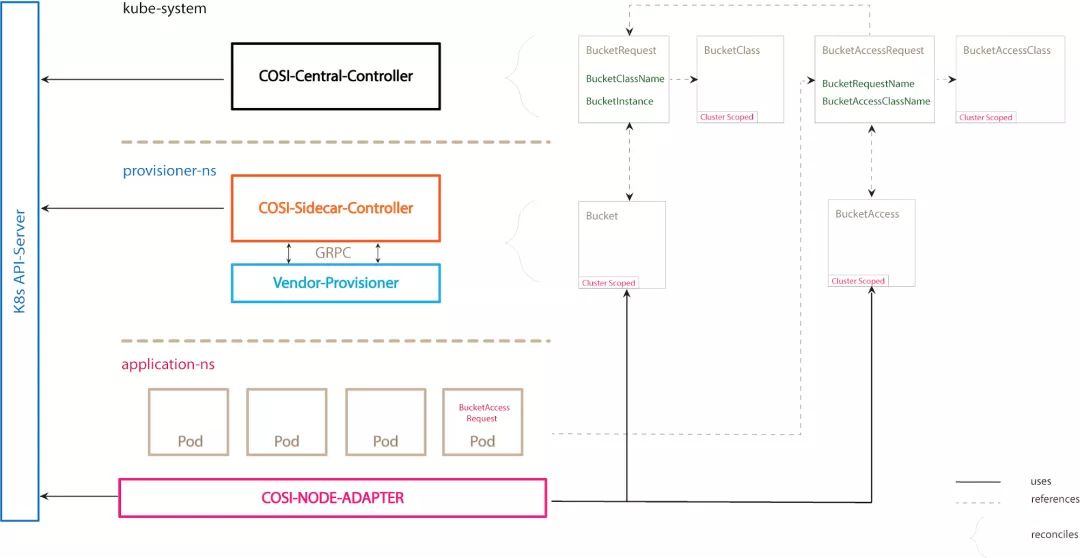 kube-system
K8s API-Server
COSI-Central-Controller
BucketRequest
BucketClassName
BucketInstance
BucketClass
Cluster Scoped
BucketAccessRequest
BucketRequestName
BucketAccessClassName
BucketAccessClass
Cluster Scoped
provisioner-ns
COSI-Sidecar-Controller
GRPC
Vendor-Provisioner
Bucket
Cluster Scoped
BucketAccess
Cluster Scoped
application-ns
Pod
Pod
Pod
BucketAccess
Request
Pod
COSI-NODE-ADAPTER
uses
references
reconciles